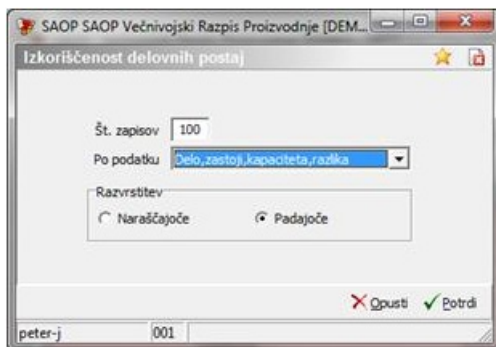 SAOP SAOP Večnivojski Razpis Proizvodnje [DEM...
Izkoriščenost delovnih postaj
Št. zapisov 100
Po podatku Delo,zastoji,kapaciteta,razlika
Razvrstitev
Naraščajoče Padajoče
Opusti Potrdi
peter-j 001